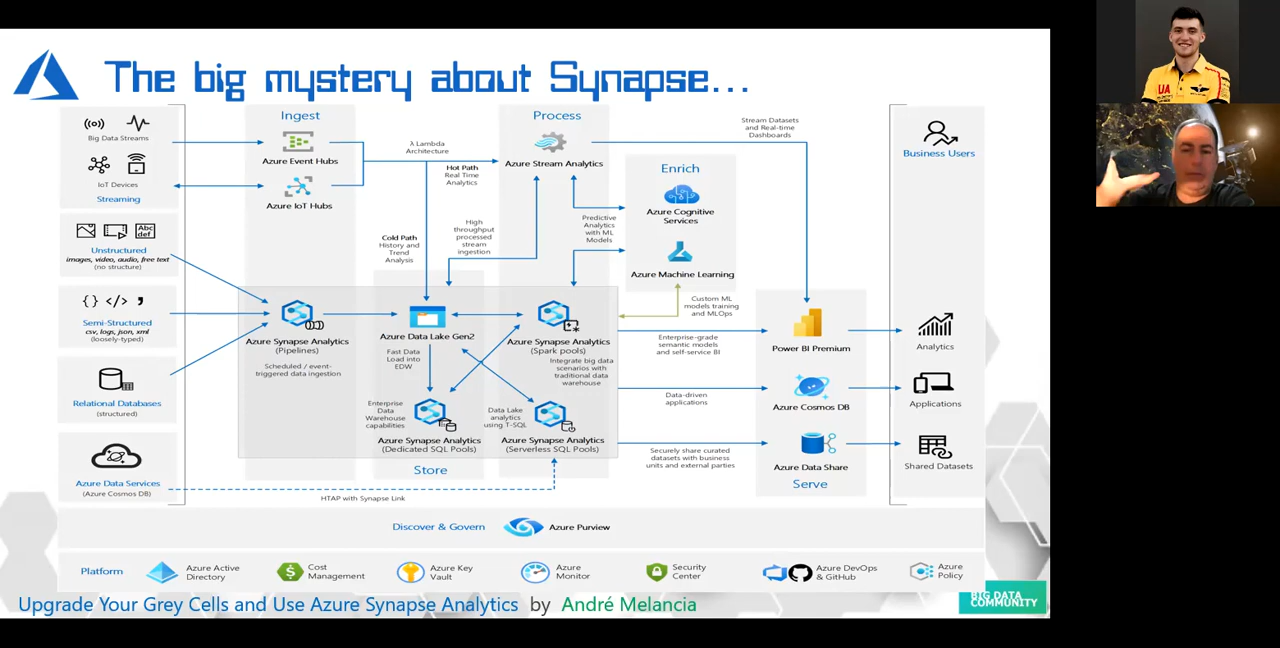 The big mystery about Synapse...
Big Data Streams
IoT Devices
Streaming
Unstructured
images, video, audio, free text
(no structure)
Semi-Structured
csv, logs, json, xml
(loosely-typed)
Relational Databases
(structured)
Azure Data Services
(Azure Cosmos DB)
Ingest
Azure Event Hubs
Azure IoT Hubs
λ Lambda
Architecture
Hot Path
Real Time
Analytics
Cold Path
History and
Trend
Analysis
High
throughput
processed
stream
ingestion
Process
Azure Stream Analytics
Predictive
Analytics
with ML
Models
Enrich
Azure Cognitive
Services
Azure Machine Learning
Custom ML
models training
and MLOps
Stream Datasets
and Real-time
Dashboards
Abc
def
{ } </> ,
Azure Synapse Analytics
(Pipelines)
Scheduled / event-
triggered data ingestion
Azure Data Lake Gen2
Fast Data
Load into
EDW
Azure Synapse Analytics
(Spark pools)
Integrate big data
scenarios with
traditional data
warehouse
Enterprise
Data
Warehouse
capabilities
Azure Synapse Analytics
(Dedicated SQL Pools)
Store
Data Lake
analytics
using T-SQL
Azure Synapse Analytics
(Serverless SQL Pools)
HTAP with Synapse Link
Enterprise-grade
semantic models
and self-service BI
Data-driven
applications
Securely share curated
datasets with business
units and external parties
Power BI Premium
Azure Cosmos DB
Azure Data Share
Serve
Business Users
Analytics
Applications
Shared Datasets
Discover & Govern
Azure Purview
Platform
Azure Active
Directory
Cost
Management
Azure Key
Vault
Azure
Monitor
Security
Center
Azure DevOps
& GitHub
Azure
Policy
Upgrade Your Grey Cells and Use Azure Synapse Analytics by André Melancia
BIG DATA
COMMUNITY
UA